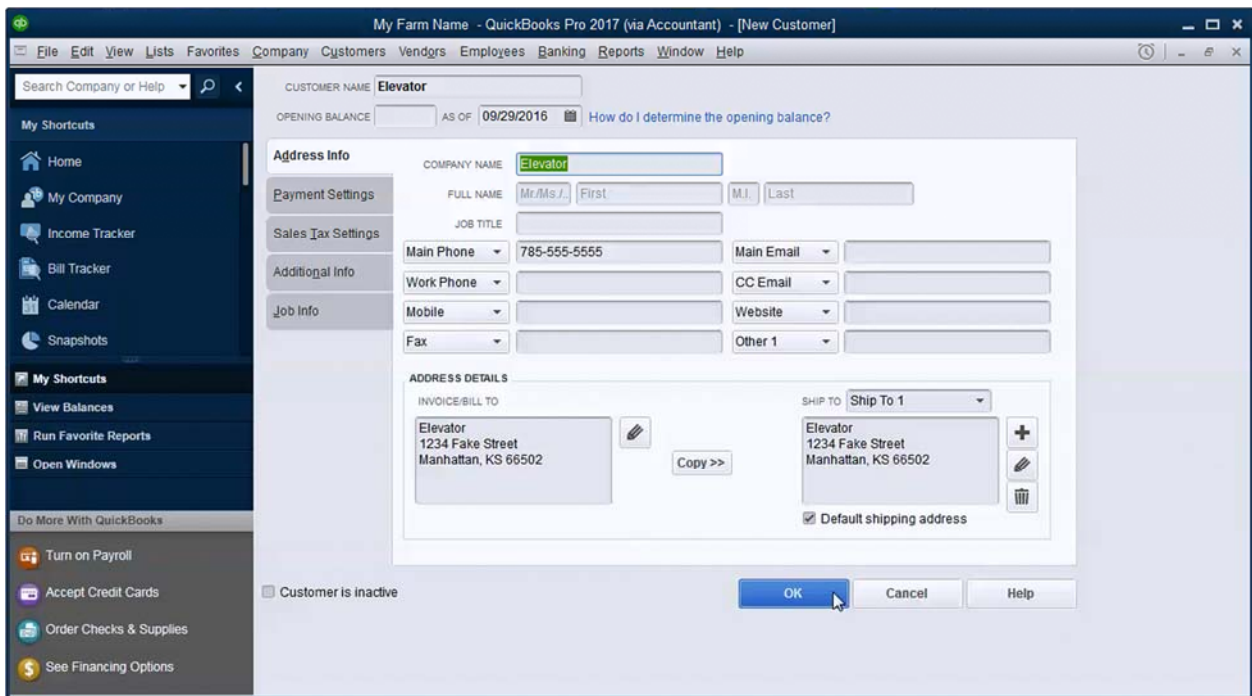 My Farm Name - QuickBooks Pro 2017 (via Accountant) - [New Customer]
File Edit View Lists Favorites Company Customers Vendors Employees Banking Reports Window Help
Search Company or Help
My Shortcuts
Home
My Company
Income Tracker
Bill Tracker
Calendar
Snapshots
My Shortcuts
View Balances
Run Favorite Reports
Open Windows
Do More With QuickBooks
Turn on Payroll
Accept Credit Cards
Order Checks & Supplies
See Financing Options
CUSTOMER NAME Elevator
OPENING BALANCE AS OF 09/29/2016 How do I determine the opening balance?
Address Info
Payment Settings
Sales Tax Settings
Additional Info
Job Info
COMPANY NAME Elevator
FULL NAME Mr./Ms./.. First M.I. Last
JOB TITLE
Main Phone 785-555-5555 Main Email
Work Phone CC Email
Mobile Website
Fax Other 1
ADDRESS DETAILS
INVOICE/BILL TO
Elevator
1234 Fake Street
Manhattan, KS 66502
Copy >>
SHIP TO Ship To 1
Elevator
1234 Fake Street
Manhattan, KS 66502
Default shipping address
Customer is inactive
OK Cancel Help